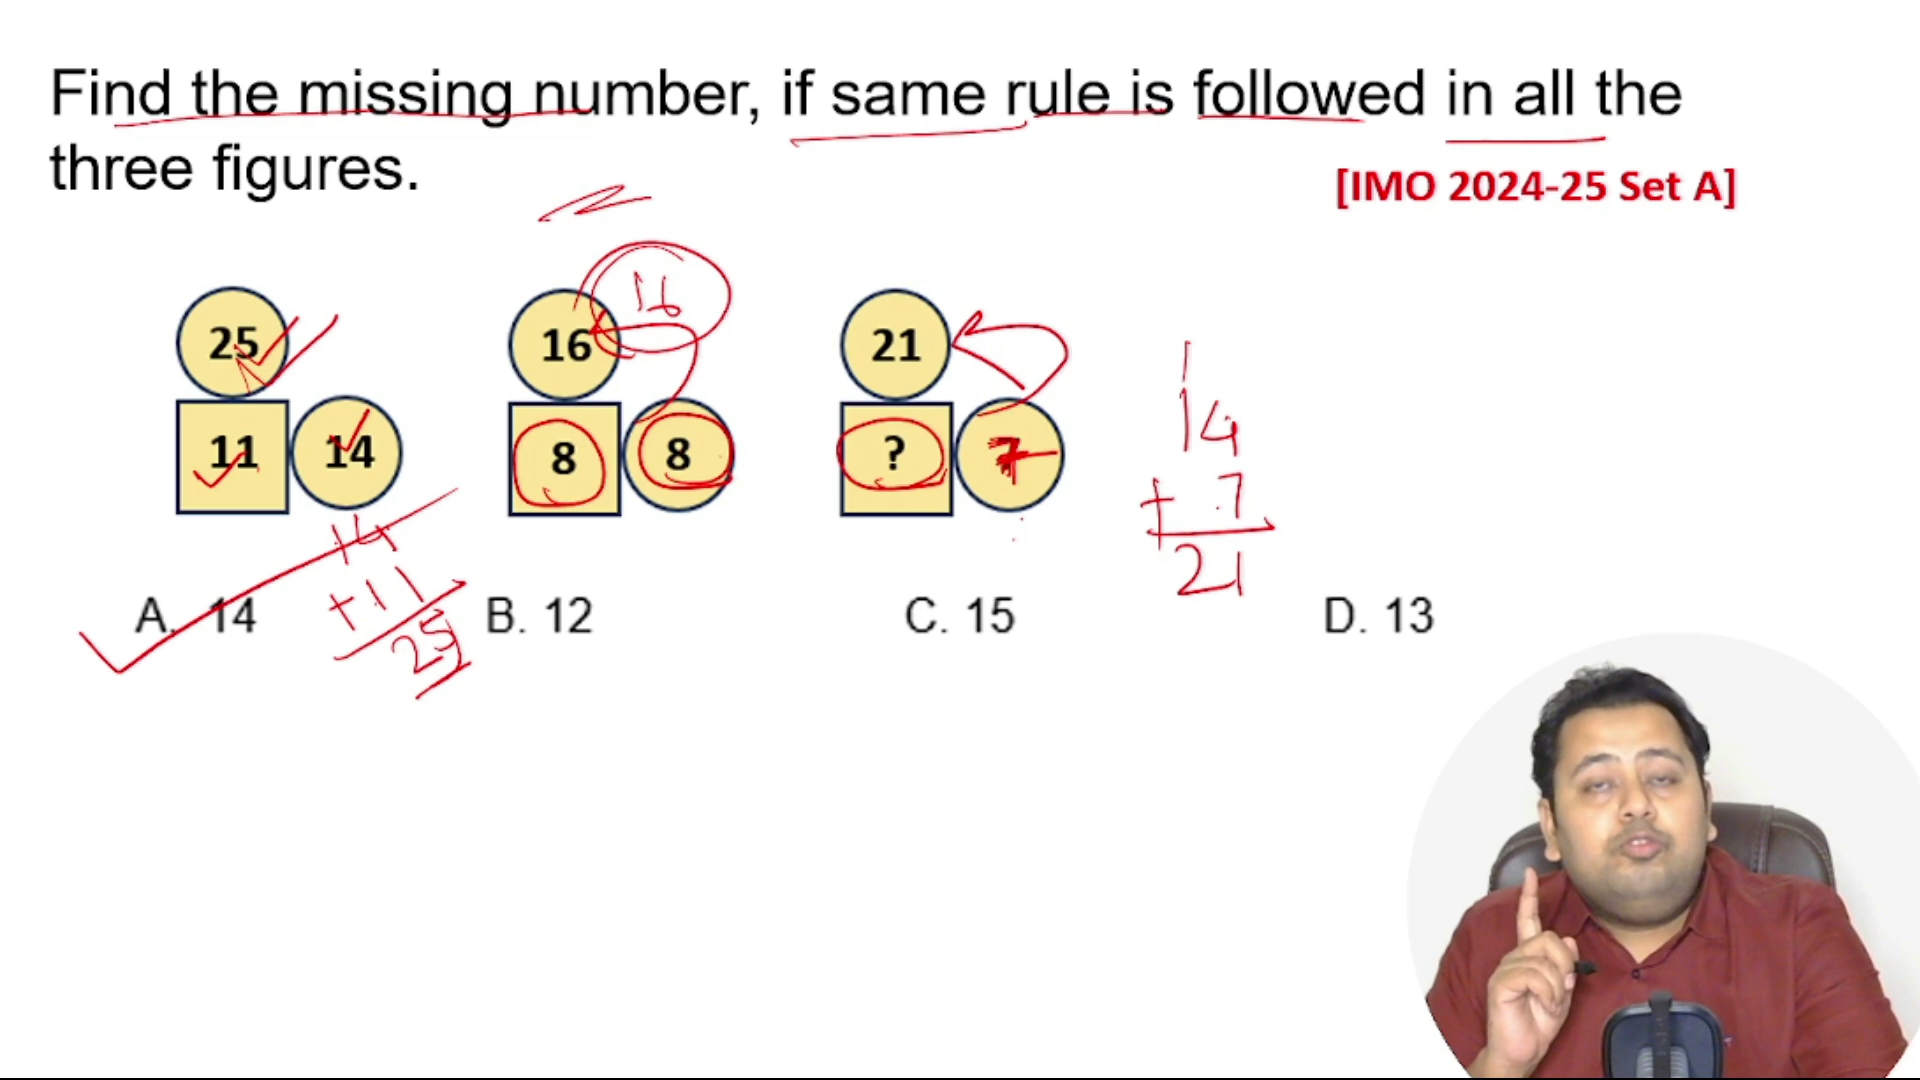 Find the missing number, if same rule is followed in all the
three figures.
[IMO 2024-25 Set A]
16
25
16
21
11
14
8
8
?
7
14
+ 7
21
14
+11
25
A. 14
B. 12
C. 15
D. 13